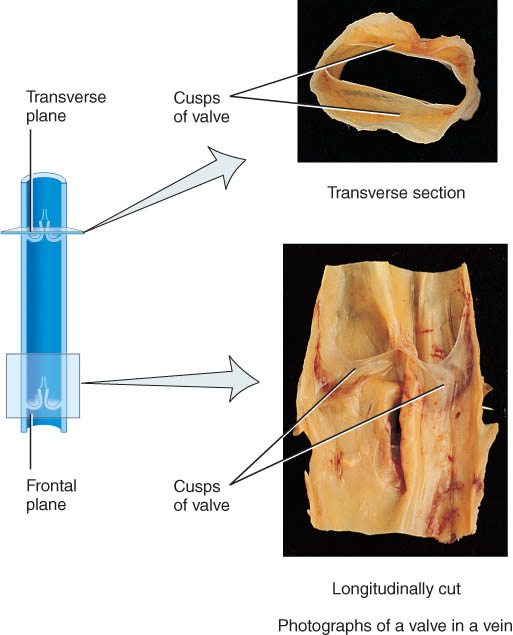 Transverse
plane
Cusps
of valve
Transverse section
Frontal
plane
Cusps
of valve
Longitudinally cut
Photographs of a valve in a vein